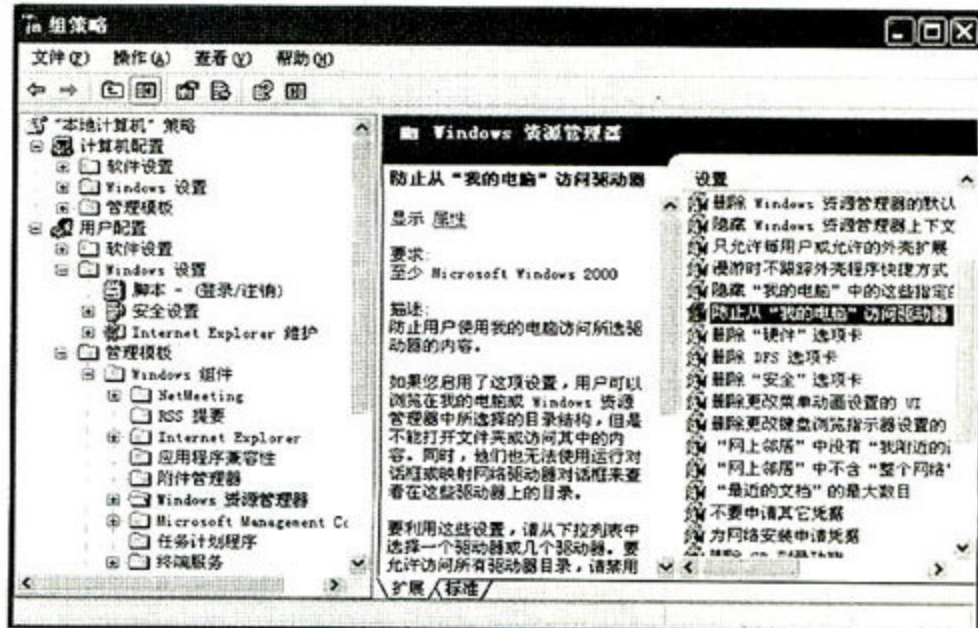 组策略
文件(F) 操作(A) 查看(V) 帮助(H)
"本地计算机" 策略
计算机配置
软件设置
Windows 设置
管理模板
用户配置
软件设置
Windows 设置
脚本 - (登录/注销)
安全设置
Internet Explorer 维护
管理模板
Windows 组件
NetMeeting
RSS 提要
Internet Explorer
应用程序兼容性
附件管理器
Windows 资源管理器
Microsoft Management Co
任务计划程序
终端服务
Windows 资源管理器
防止从“我的电脑”访问驱动器
显示 属性
要求:
至少 Microsoft Windows 2000
描述:
防止用户使用我的电脑访问所选驱
动器的内容。
如果您启用了这项设置，用户可以
浏览在我的电脑或 Windows 资源
管理器中所选择的目录结构，但是
不能打开文件夹或访问其中的内
容。同时，他们也无法使用运行对
话框或映射网络驱动器对话框来查
看在这些驱动器上的目录。
要利用这些设置，请从下拉列表中
选择一个驱动器或几个驱动器。要
允许访问所有驱动器目录，请禁用
设置
删除 Windows 资源管理器的默认
隐藏 Windows 资源管理器上下文
只允许每用户或允许的外壳扩展
漫游时不跟踪外壳程序快捷方式
隐藏“我的电脑”中的这些指定的
防止从“我的电脑”访问驱动器
删除“硬件”选项卡
删除 DFS 选项卡
删除“安全”选项卡
删除更改菜单动画设置的 UI
删除更改键盘浏览指示器设置的
“网上邻居”中没有“我附近的
“网上邻居”中不含“整个网络”
“最近的文档”的最大数目
不要申请其它凭据
为网络安装申请凭据
扩展 标准